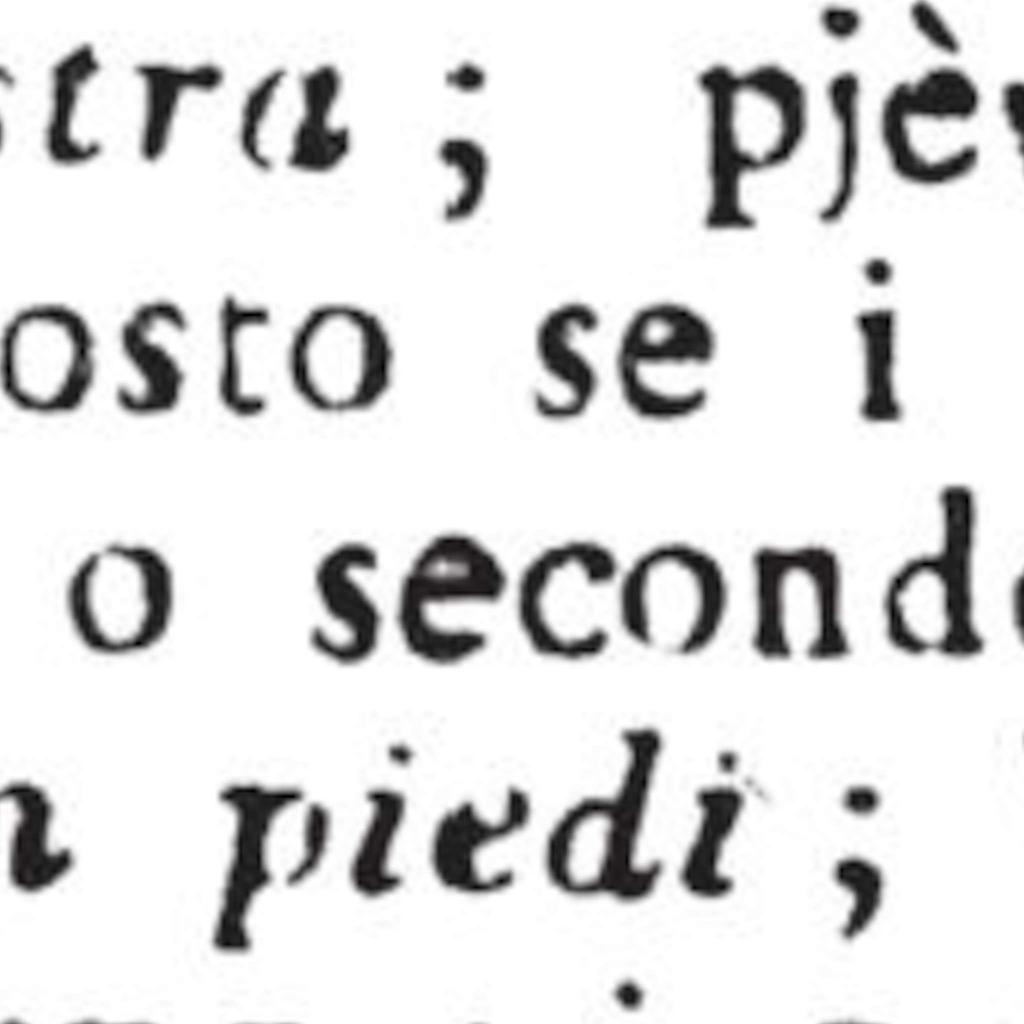 stra ; pjè
osto se i
o second
piedi ;